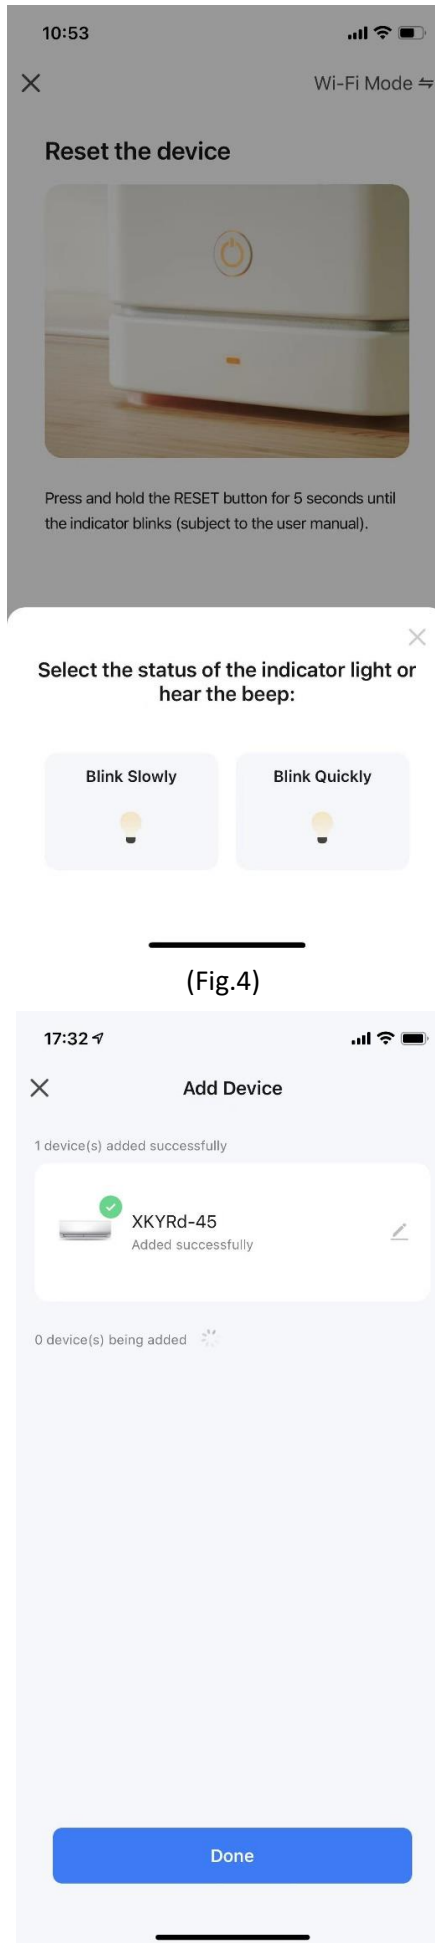 10:53
Wi-Fi Mode ⇋
Reset the device
Press and hold the RESET button for 5 seconds until
the indicator blinks (subject to the user manual).
Select the status of the indicator light or
hear the beep:
Blink Slowly
Blink Quickly
(Fig.4)
17:32
Add Device
1 device(s) added successfully
XKYRd-45
Added successfully
0 device(s) being added
Done